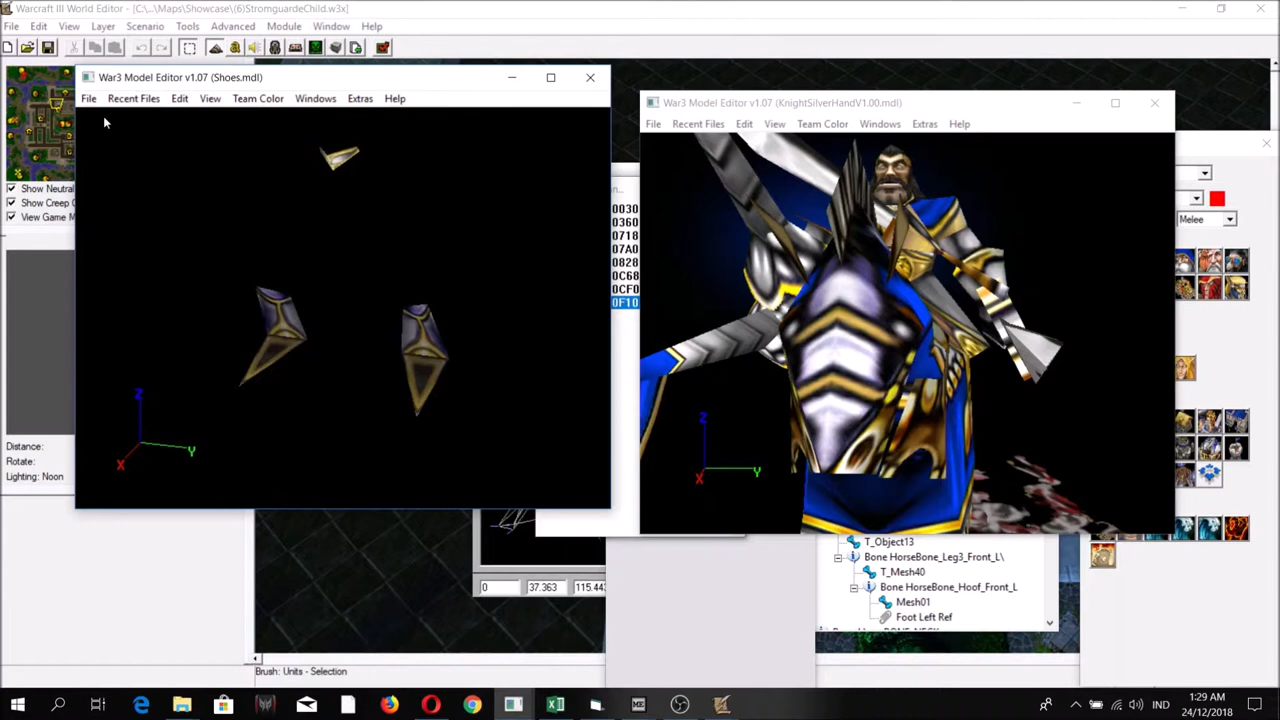 Warcraft III World Editor - [C:\...\Maps\Showcase\(6)StromguardeChild.w3x]
File Edit View Layer Scenario Tools Advanced Module Window Help
War3 Model Editor v1.07 (Shoes.mdl)
File Recent Files Edit View Team Color Windows Extras Help
War3 Model Editor v1.07 (KnightSilverHandV1.00.mdl)
File Recent Files Edit View Team Color Windows Extras Help
Show Neutral
Show Creep
View Game
Distance:
Rotate:
Lighting: Noon
0030
0360
0718
07A0
0828
0C68
0CF0
0F10
Melee
Z
X
Y
Z
X
Y
0
37.363
115.44
T_Object13
Bone HorseBone_Leg3_Front_L\
T_Mesh40
Bone HorseBone_Hoof_Front_L
Mesh01
Foot Left Ref
Brush: Units - Selection
IND
1:29 AM
24/12/2018